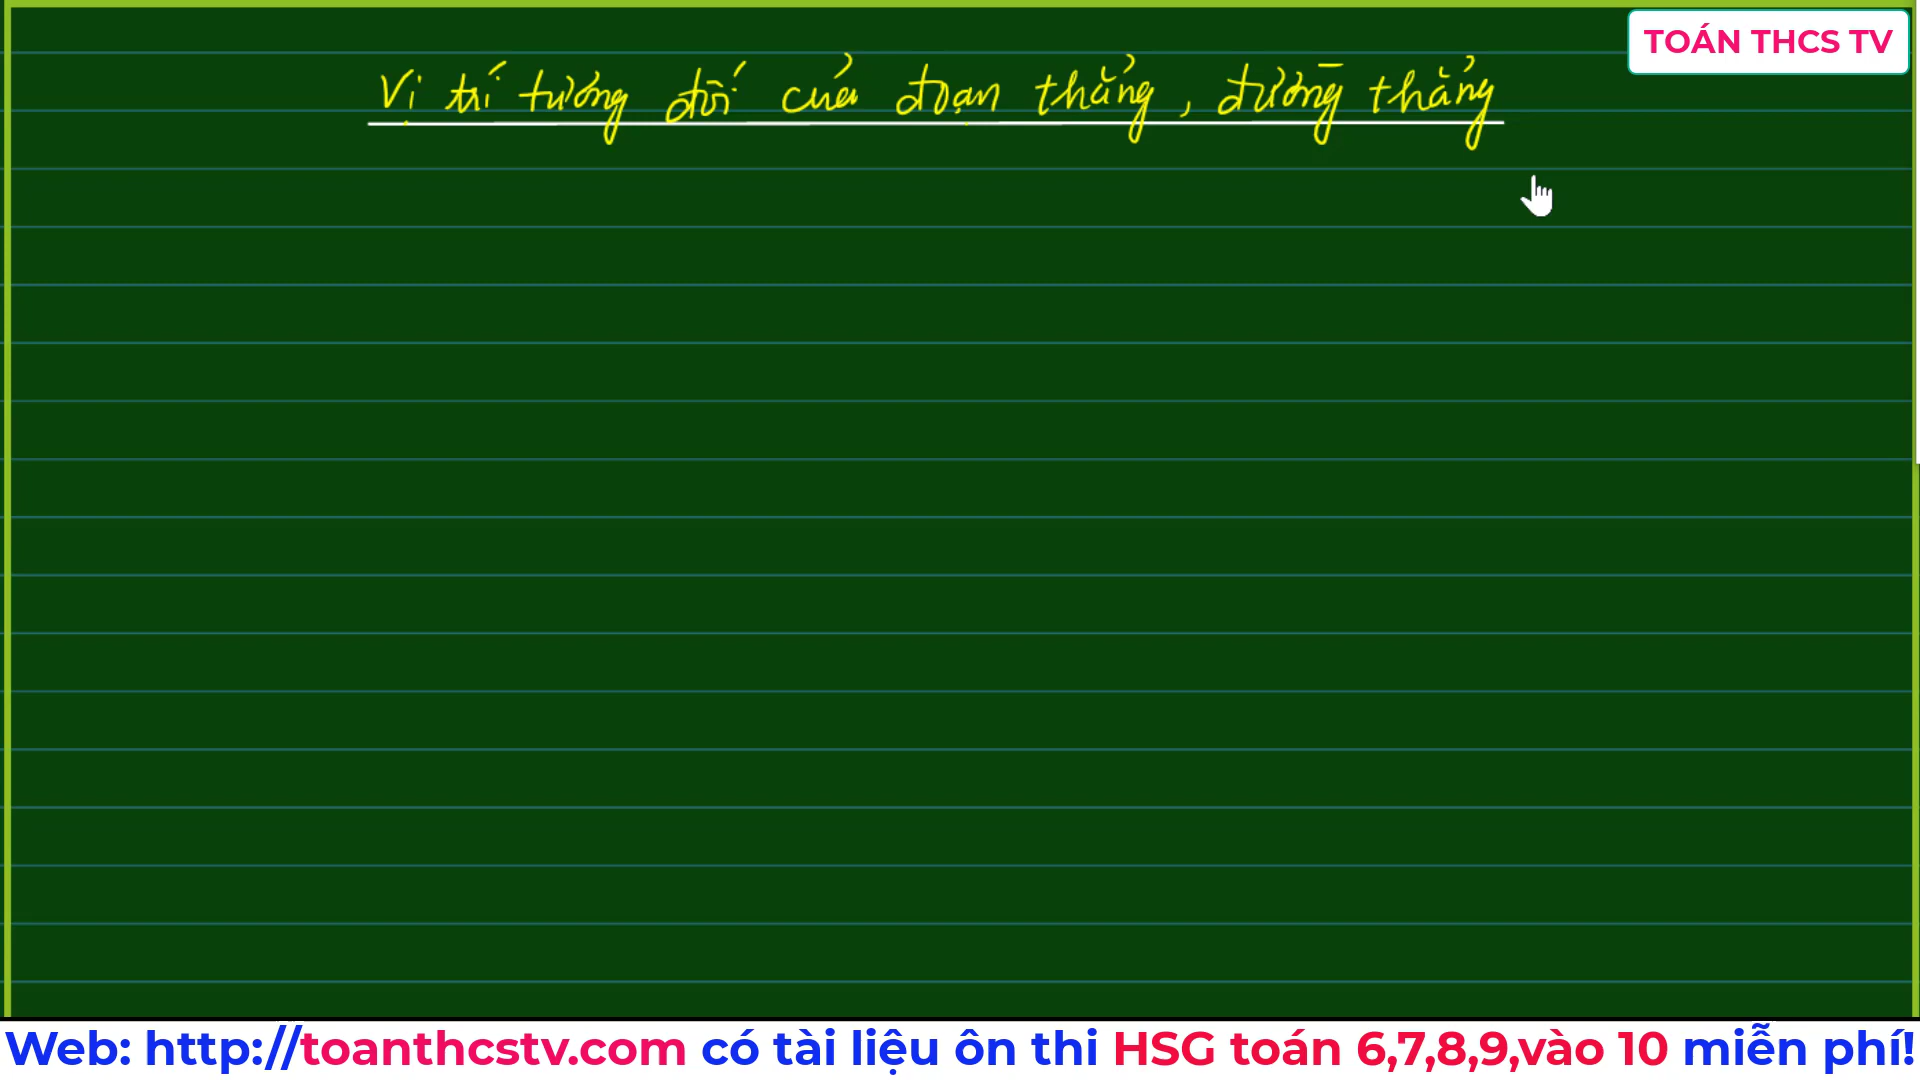 TOÁN THCS TV
Vị trí tương đối của đoạn thẳng, đường thẳng
Web: http://toanthcstv.com có tài liệu ôn thi HSG toán 6,7,8,9,vào 10 miễn phí!